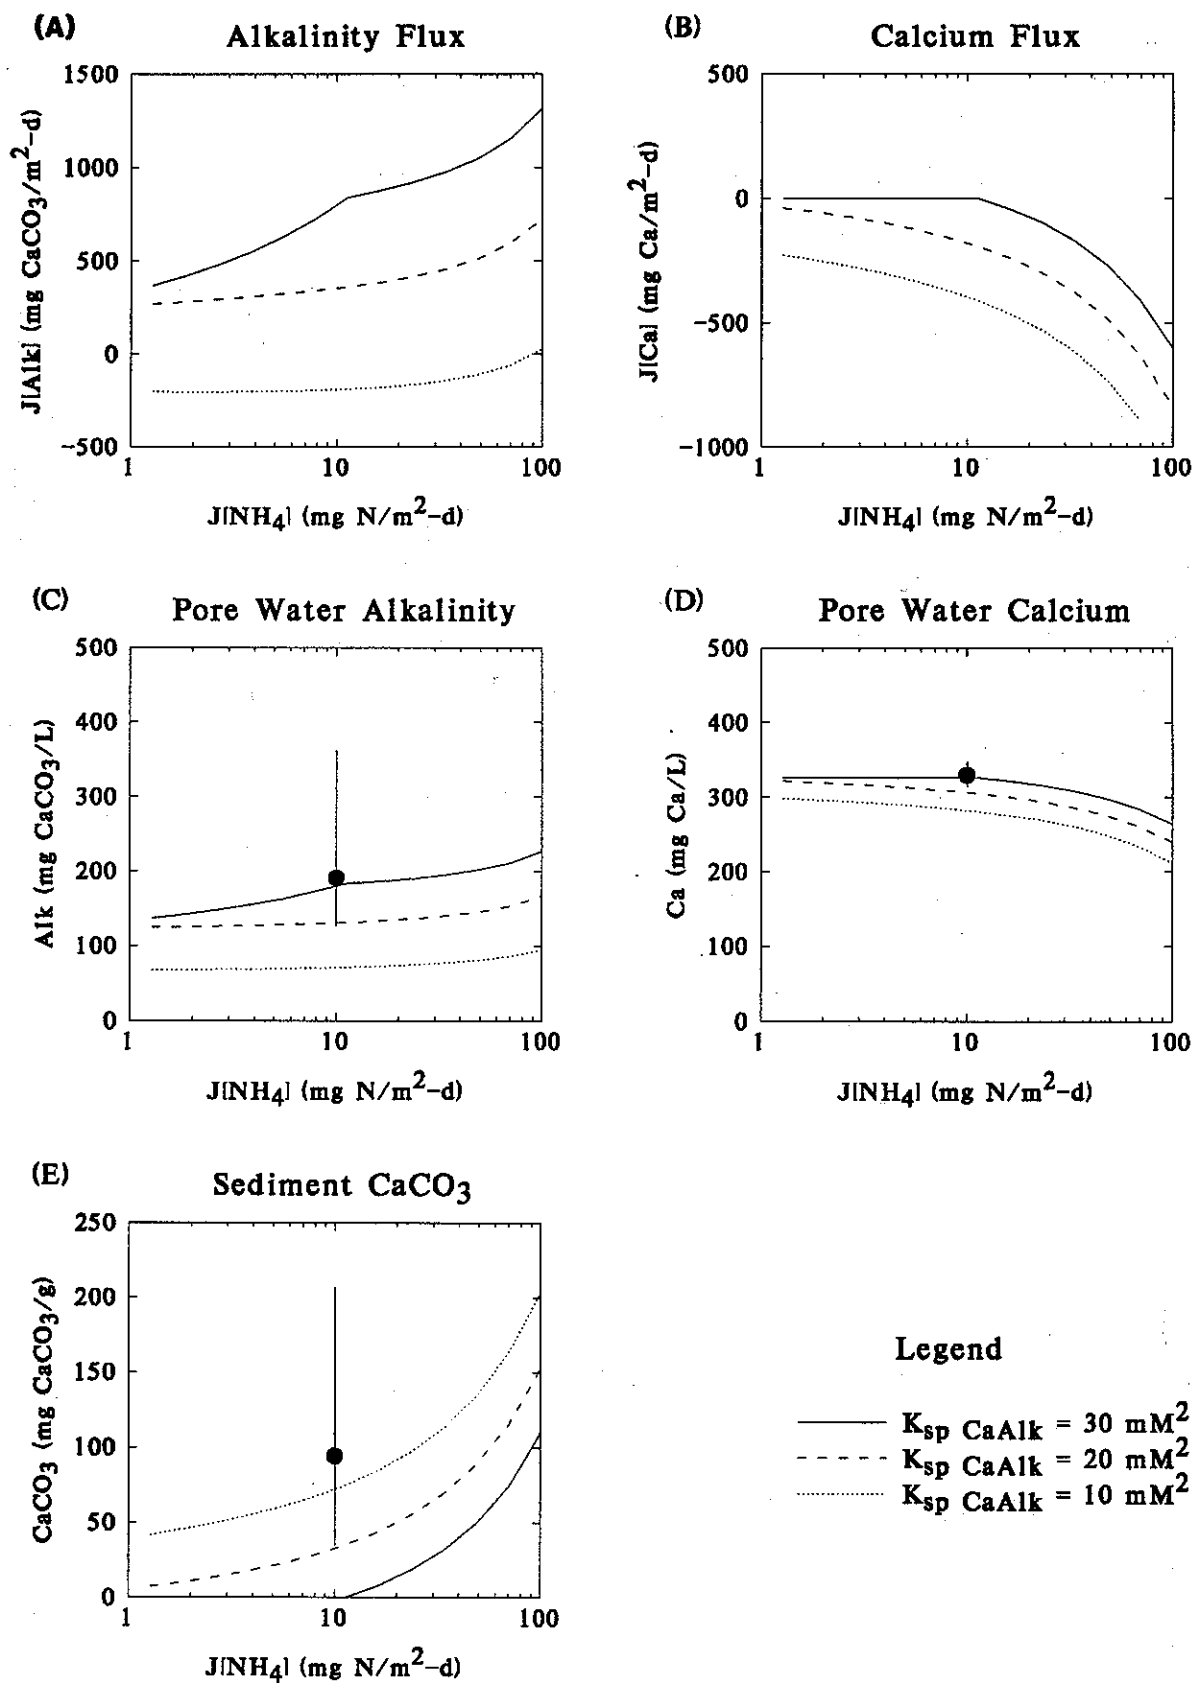 (A) Alkalinity Flux
1500
1000
500
0
−500
1 10 100
J[Alk] (mg CaCO3/m2−d)
J[NH4] (mg N/m2−d)
(B) Calcium Flux
500
0
−500
−1000
1 10 100
J[Ca] (mg Ca/m2−d)
J[NH4] (mg N/m2−d)
(C) Pore Water Alkalinity
500
400
300
200
100
0
1 10 100
Alk (mg CaCO3/L)
J[NH4] (mg N/m2−d)
(D) Pore Water Calcium
500
400
300
200
100
0
1 10 100
Ca (mg Ca/L)
J[NH4] (mg N/m2−d)
(E) Sediment CaCO3
250
200
150
100
50
0
1 10 100
CaCO3 (mg CaCO3/g)
J[NH4] (mg N/m2−d)
Legend
Ksp CaAlk = 30 mM2
Ksp CaAlk = 20 mM2
Ksp CaAlk = 10 mM2